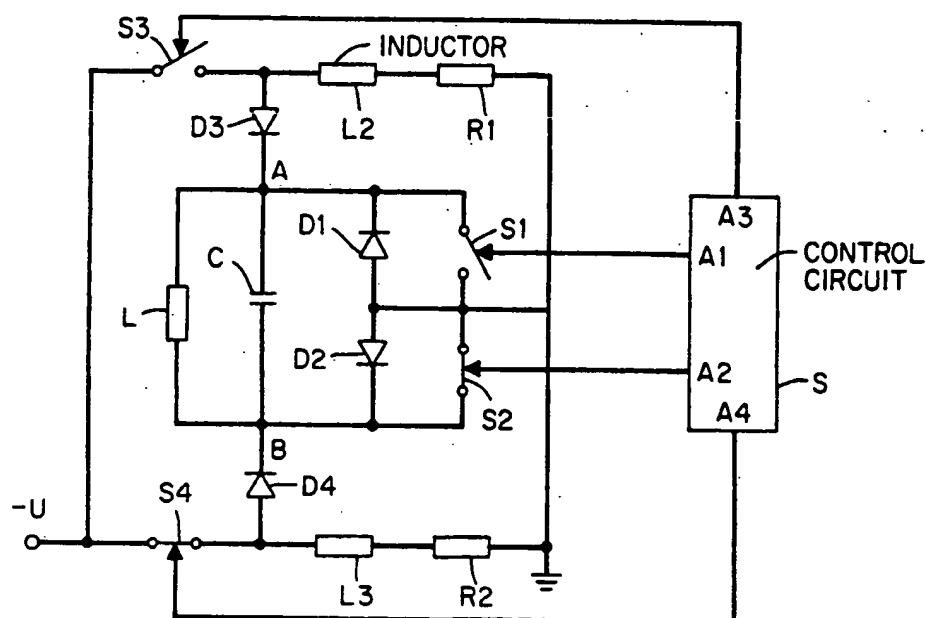 S3
INDUCTOR
D3
L2
R1
A
A3
D1
S1
A1
CONTROL
CIRCUIT
C
L
D2
A2
S
S2
A4
B
D4
S4
-U
L3
R2